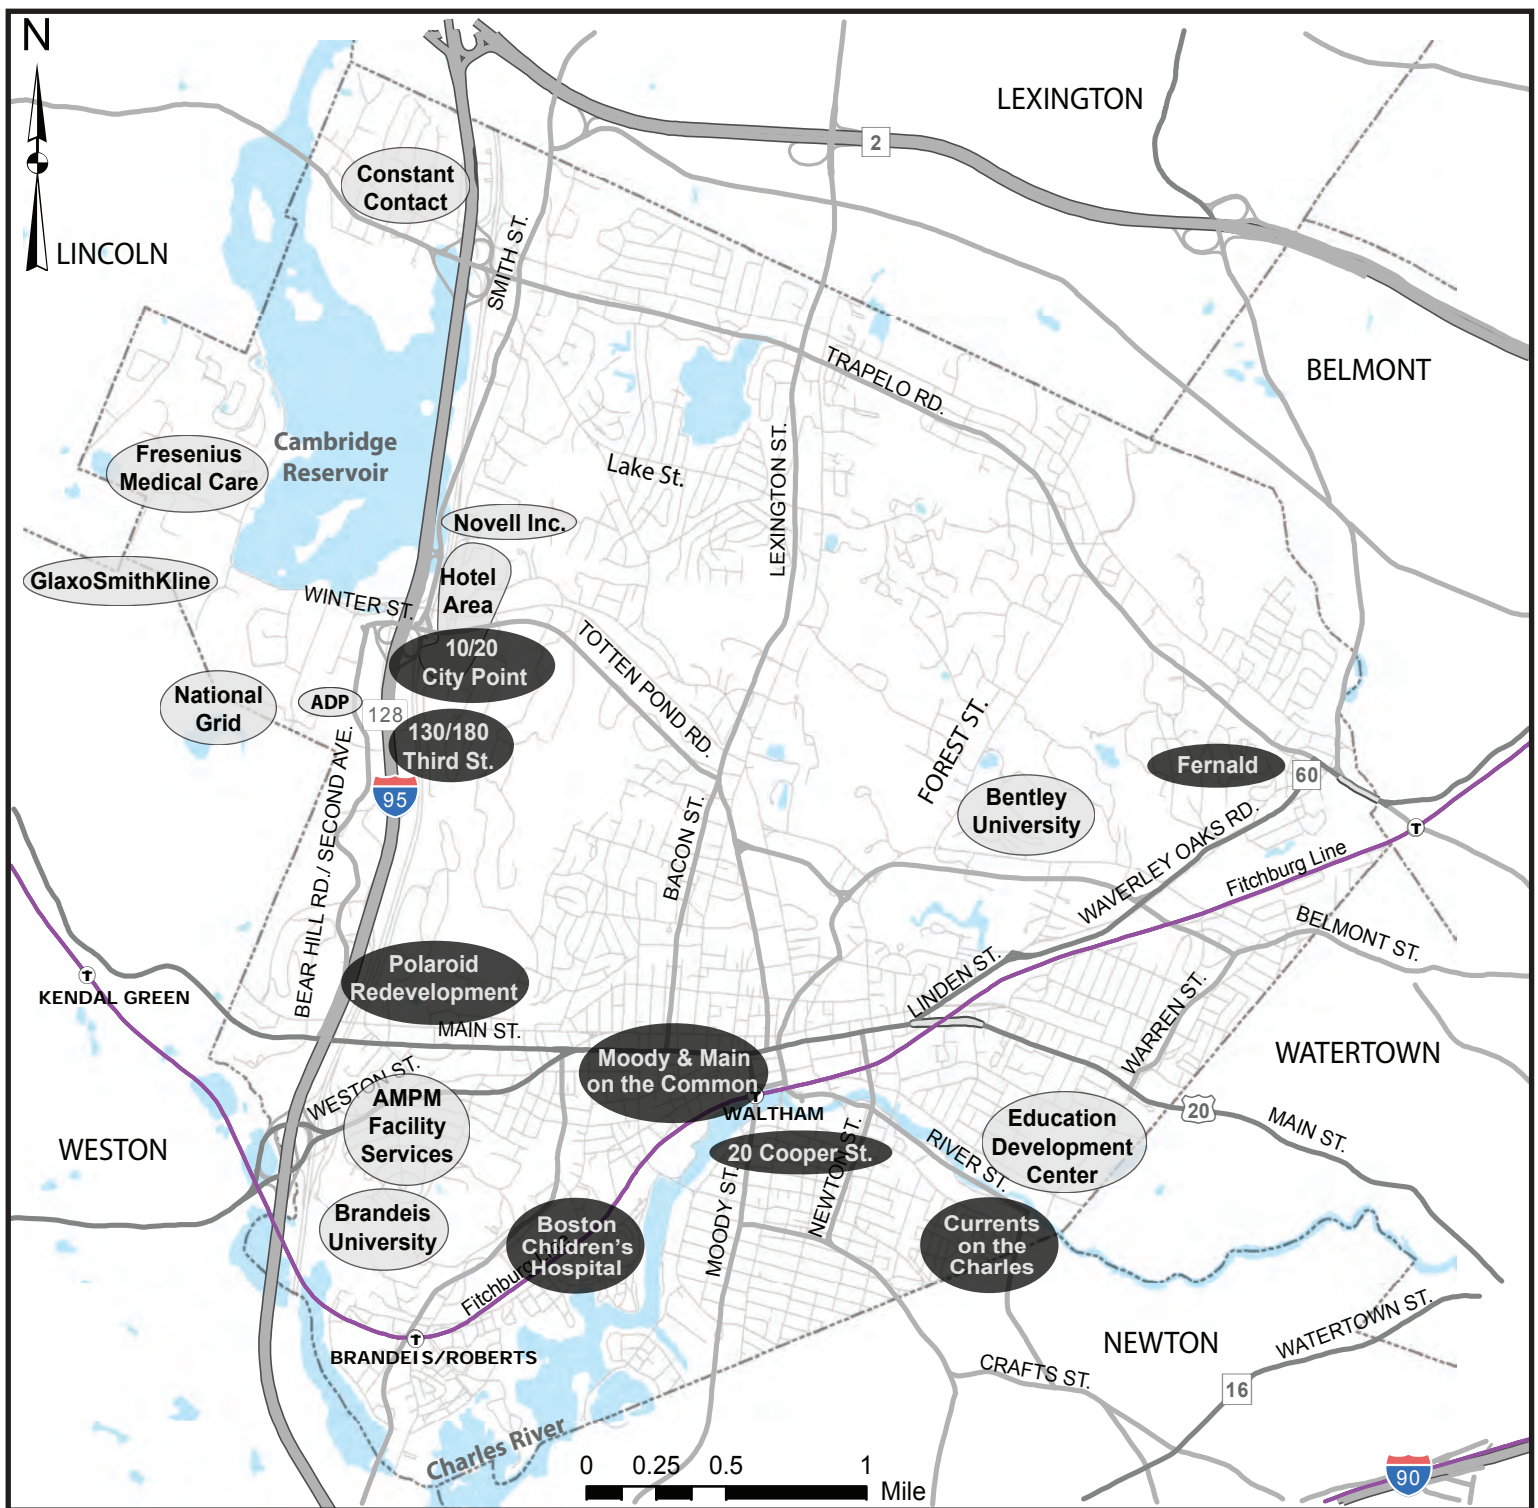 N
LEXINGTON
2
Constant
Contact
LINCOLN
SMITH ST.
BELMONT
TRAPELO RD.
Cambridge
Reservoir
Fresenius
Medical Care
Lake St.
LEXINGTON ST.
Novell Inc.
GlaxoSmithKline
Hotel
Area
WINTER ST.
10/20
City Point
TOTTEN POND RD.
National
Grid
ADP
128
130/180
Third St.
FOREST ST.
Fernald
60
95
Bentley
University
BEAR HILL RD./ SECOND AVE.
BACON ST.
WAVERLEY OAKS RD.
Fitchburg Line
T
BELMONT ST.
Polaroid
Redevelopment
T
KENDAL GREEN
LINDEN ST.
WARREN ST.
MAIN ST.
Moody & Main
on the Common
WATERTOWN
WESTON ST.
AMPM
Facility
Services
T
WALTHAM
Education
Development
Center
20
MAIN ST.
WESTON
20 Cooper St.
NEWTON ST.
RIVER ST.
Brandeis
University
Boston
Children's
Hospital
MOODY ST.
Currents
on the
Charles
Fitchburg Line
T
BRANDEIS/ROBERTS
NEWTON
WATERTOWN ST.
CRAFTS ST.
16
Charles River
0 0.25 0.5 1
Mile
90